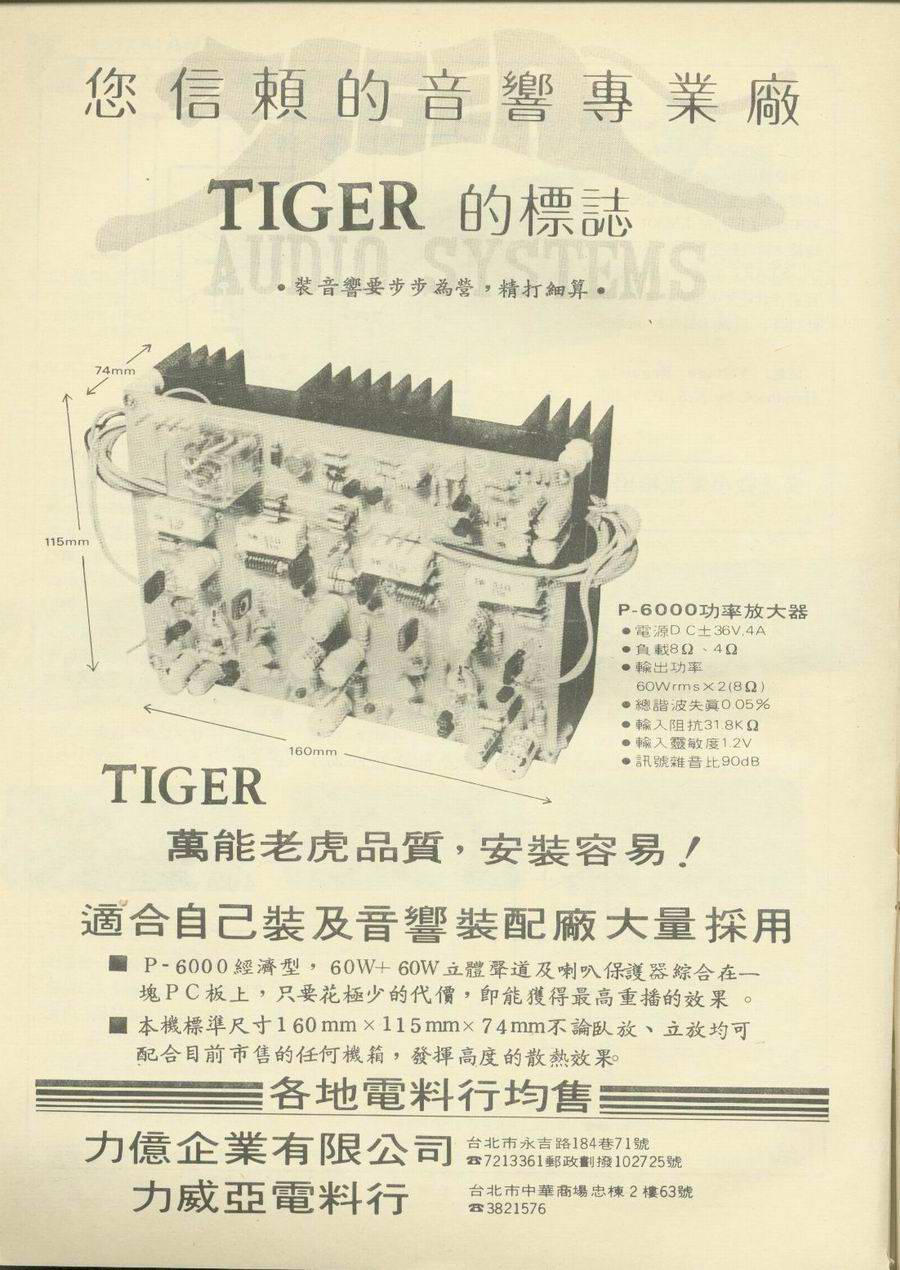 您信賴的音響專業廠
TIGER 的標誌
AUDIO SYSTEMS
•裝音響要步步為營，精打細算•
74mm
115mm
160mm
P-6000功率放大器
●電源DC±36V,4A
●負載8Ω、4Ω
●輸出功率
60Wrms×2(8Ω)
●總諧波失眞0.05%
●輸入阻抗31.8KΩ
●輸入靈敏度1.2V
●訊號雜音比90dB
TIGER
萬能老虎品質，安裝容易！
適合自己裝及音響裝配廠大量採用
■ P-6000經濟型，60W+60W立體聲道及喇叭保護器綜合在一
塊PC板上，只要花極少的代價，即能獲得最高重播的效果。
■ 本機標準尺寸160mm×115mm×74mm不論臥放、立放均可
配合目前市售的任何機箱，發揮高度的散熱效果。
各地電料行均售
力億企業有限公司
台北市永吉路184巷71號
☎7213361郵政劃撥102725號
力威亞電料行
台北市中華商場忠棟2樓63號
☎3821576